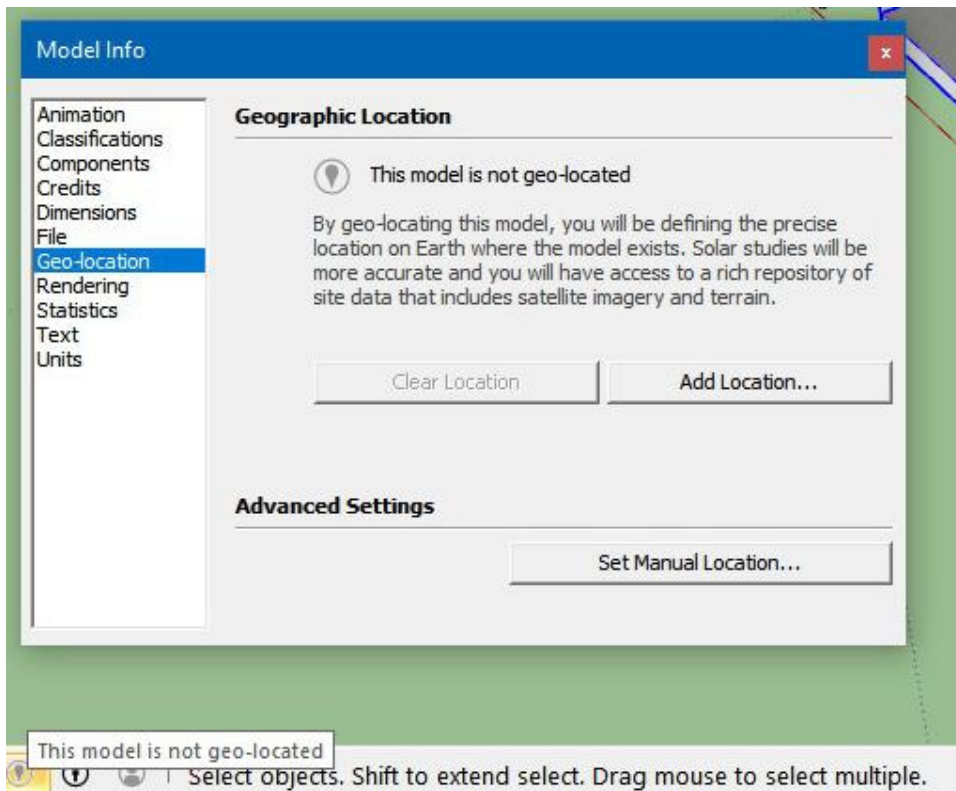 Model Info
x
Animation
Classifications
Components
Credits
Dimensions
File
Geo-location
Rendering
Statistics
Text
Units
Geographic Location
This model is not geo-located
By geo-locating this model, you will be defining the precise
location on Earth where the model exists. Solar studies will be
more accurate and you will have access to a rich repository of
site data that includes satellite imagery and terrain.
Clear Location
Add Location...
Advanced Settings
Set Manual Location...
This model is not geo-located
Select objects. Shift to extend select. Drag mouse to select multiple.